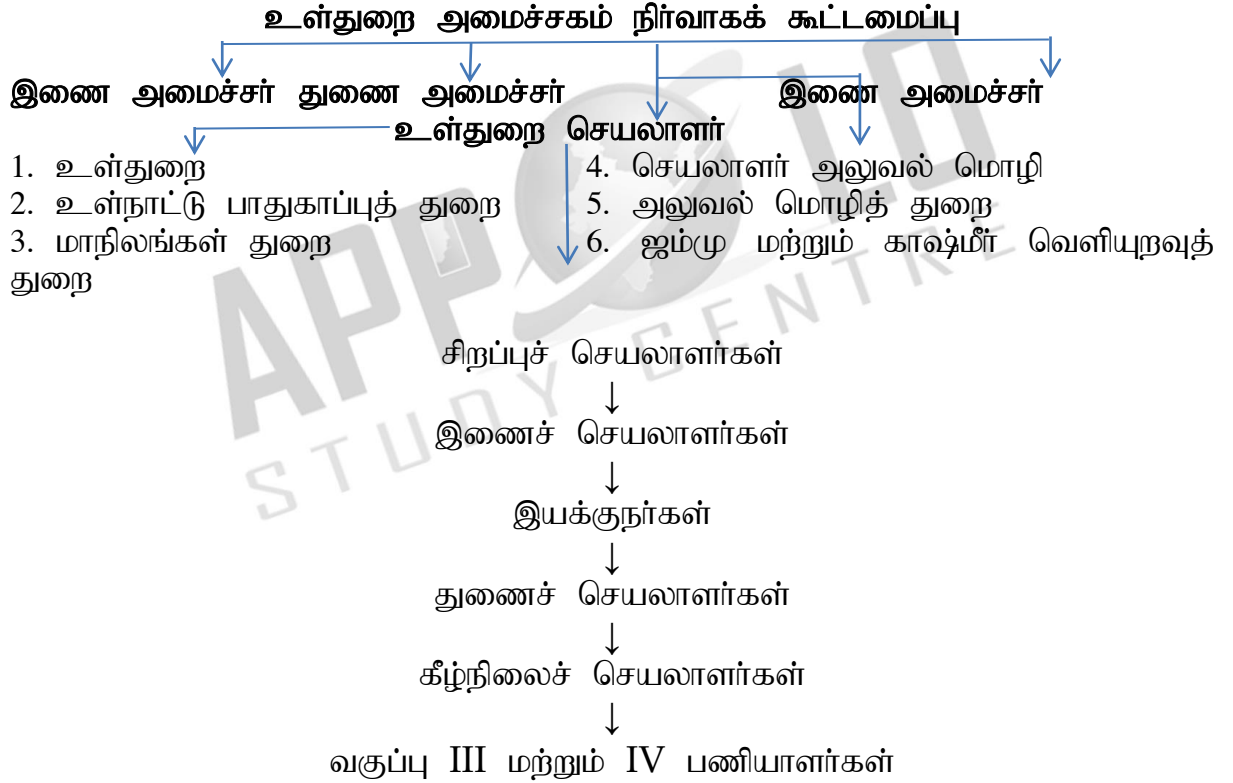 உள்துறை அமைச்சகம் நிர்வாகக் கூட்டமைப்பு
இணை அமைச்சர் துணை அமைச்சர் இணை அமைச்சர்
உள்துறை செயலாளர்
1. உள்துறை 4. செயலாளர் அலுவல் மொழி
2. உள்நாட்டு பாதுகாப்புத் துறை 5. அலுவல் மொழித் துறை
3. மாநிலங்கள் துறை 6. ஜம்மு மற்றும் காஷ்மீர் வெளியுறவுத்
துறை
சிறப்புச் செயலாளர்கள்
↓
இணைச் செயலாளர்கள்
↓
இயக்குநர்கள்
↓
துணைச் செயலாளர்கள்
↓
கீழ்நிலைச் செயலாளர்கள்
↓
வகுப்பு III மற்றும் IV பணியாளர்கள்
APPOLO
STUDY CENTRE